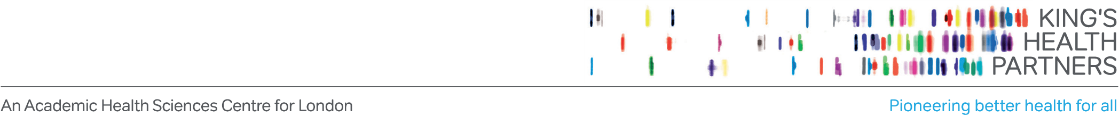 KING'S
HEALTH
PARTNERS
An Academic Health Sciences Centre for London
Pioneering better health for all